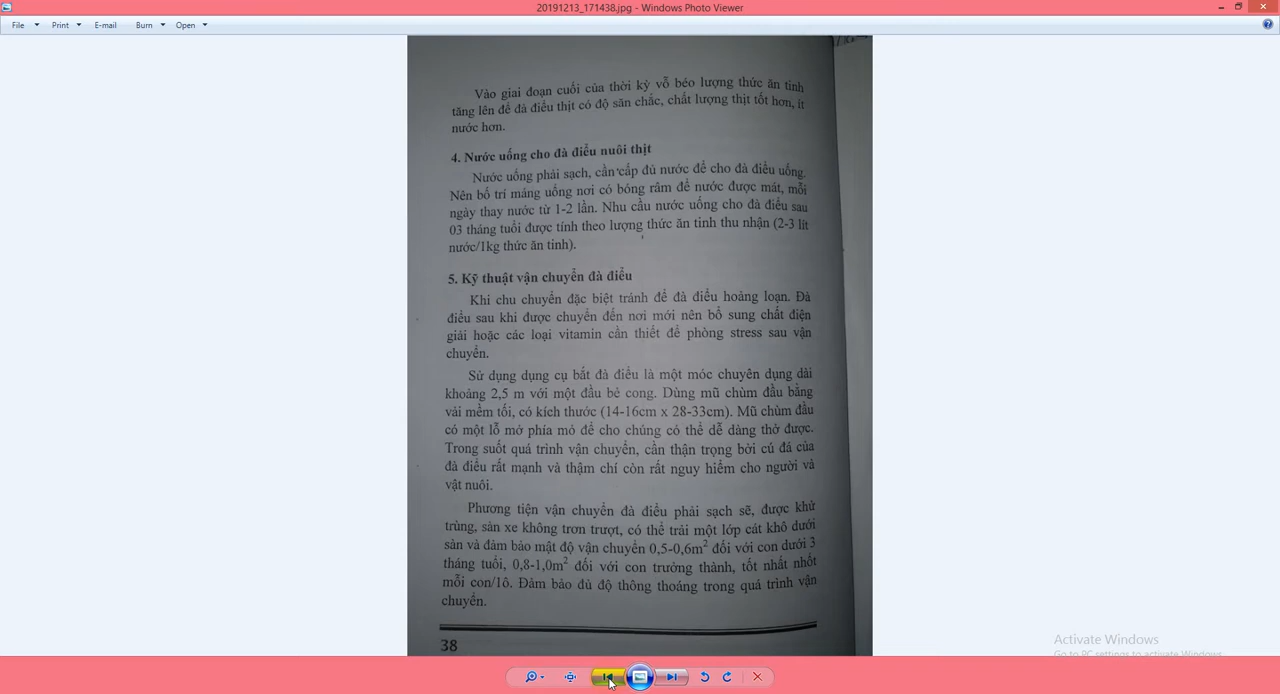 20191213_171438.jpg - Windows Photo Viewer
File Print E-mail Burn Open
Vào giai đoạn cuối của thời kỳ vỗ béo lượng thức ăn tinh
tăng lên để đà điểu thịt có độ săn chắc, chất lượng thịt tốt hơn, ít
nước hơn.
4. Nước uống cho đà điểu nuôi thịt
Nước uống phải sạch, cần cấp đủ nước để cho đà điểu uống.
Nên bố trí máng uống nơi có bóng râm để nước được mát, mỗi
ngày thay nước từ 1-2 lần. Nhu cầu nước uống cho đà điểu sau
03 tháng tuổi được tính theo lượng thức ăn tinh thu nhận (2-3 lít
nước/1kg thức ăn tinh).
5. Kỹ thuật vận chuyển đà điểu
Khi chu chuyển đặc biệt tránh để đà điểu hoảng loạn. Đà
điểu sau khi được chuyển đến nơi mới nên bổ sung chất điện
giải hoặc các loại vitamin cần thiết để phòng stress sau vận
chuyển.
Sử dụng dụng cụ bắt đà điểu là một móc chuyên dụng dài
khoảng 2,5 m với một đầu bẻ cong. Dùng mũ chùm đầu bằng
vải mềm tối, có kích thước (14-16cm x 28-33cm). Mũ chùm đầu
có một lỗ mở phía mỏ để cho chúng có thể dễ dàng thở được.
Trong suốt quá trình vận chuyển, cần thận trọng bởi cú đá của
đà điểu rất mạnh và thậm chí còn rất nguy hiểm cho người và
vật nuôi.
Phương tiện vận chuyển đà điểu phải sạch sẽ, được khử
trùng, sàn xe không trơn trượt, có thể trải một lớp cát khô dưới
sàn và đảm bảo mật độ vận chuyển 0,5-0,6m² đối với con dưới 3
tháng tuổi, 0,8-1,0m² đối với con trưởng thành, tốt nhất nhốt
mỗi con/1ô. Đảm bảo đủ độ thông thoáng trong quá trình vận
chuyển.
38
Activate Windows
Go to PC settings to activate Windows.